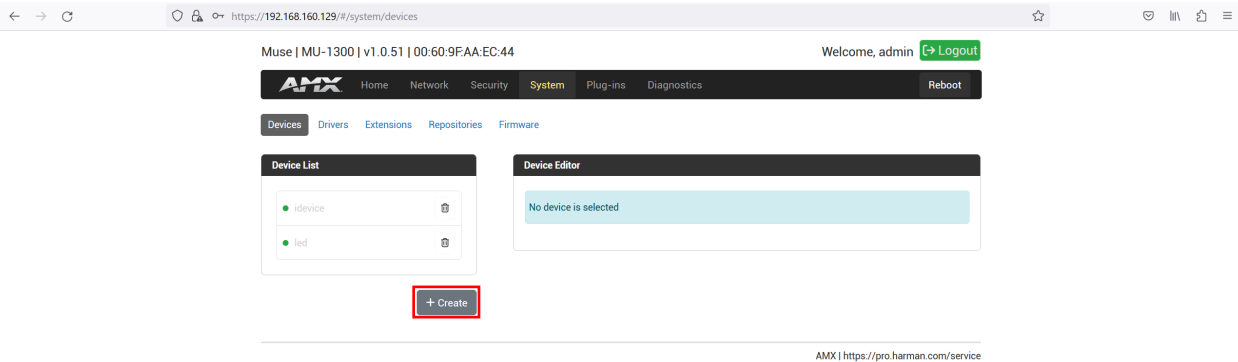 https://192.168.160.129/#/system/devices
Muse | MU-1300 | v1.0.51 | 00:60:9F:AA:EC:44
Welcome, admin Logout
AMX Home Network Security System Plug-ins Diagnostics Reboot
Devices Drivers Extensions Repositories Firmware
Device List
idevice
led
+ Create
Device Editor
No device is selected
AMX | https://pro.harman.com/service